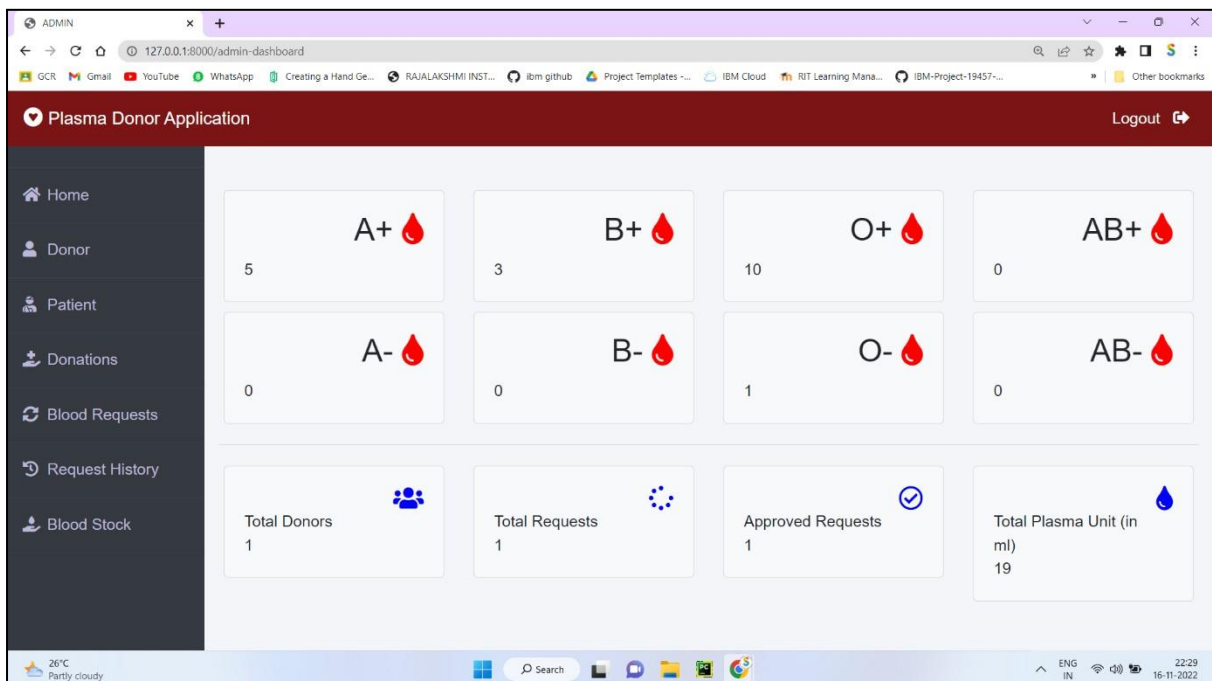 ADMIN
127.0.0.1:8000/admin-dashboard
GCR Gmail YouTube WhatsApp Creating a Hand Ge... RAJALAKSHMI INST... ibm github Project Templates -... IBM Cloud RIT Learning Mana... IBM-Project-19457-... » Other bookmarks
Plasma Donor Application Logout
Home
Donor
Patient
Donations
Blood Requests
Request History
Blood Stock
A+ B+ O+ AB+
5 3 10 0
A- B- O- AB-
0 0 1 0
Total Donors Total Requests Approved Requests Total Plasma Unit (in
1 1 1 ml)
19
26°C
Partly cloudy
Search
ENG
IN
22:29
16-11-2022